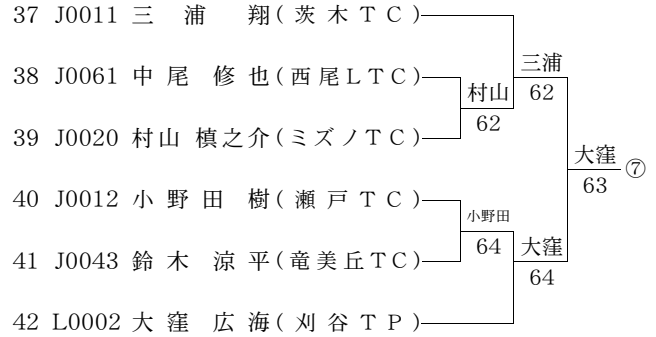 37 J0011 三浦 翔(茨木TC)
三浦
38 J0061 中尾 修也(西尾LTC)
村山 62
62
39 J0020 村山 槙之介(ミズノTC)
大窪 ⑦
63
40 J0012 小野田 樹(瀬戸TC)
小野田
64 大窪
41 J0043 鈴木 涼平(竜美丘TC)
64
42 L0002 大窪 広海(刈谷TP)